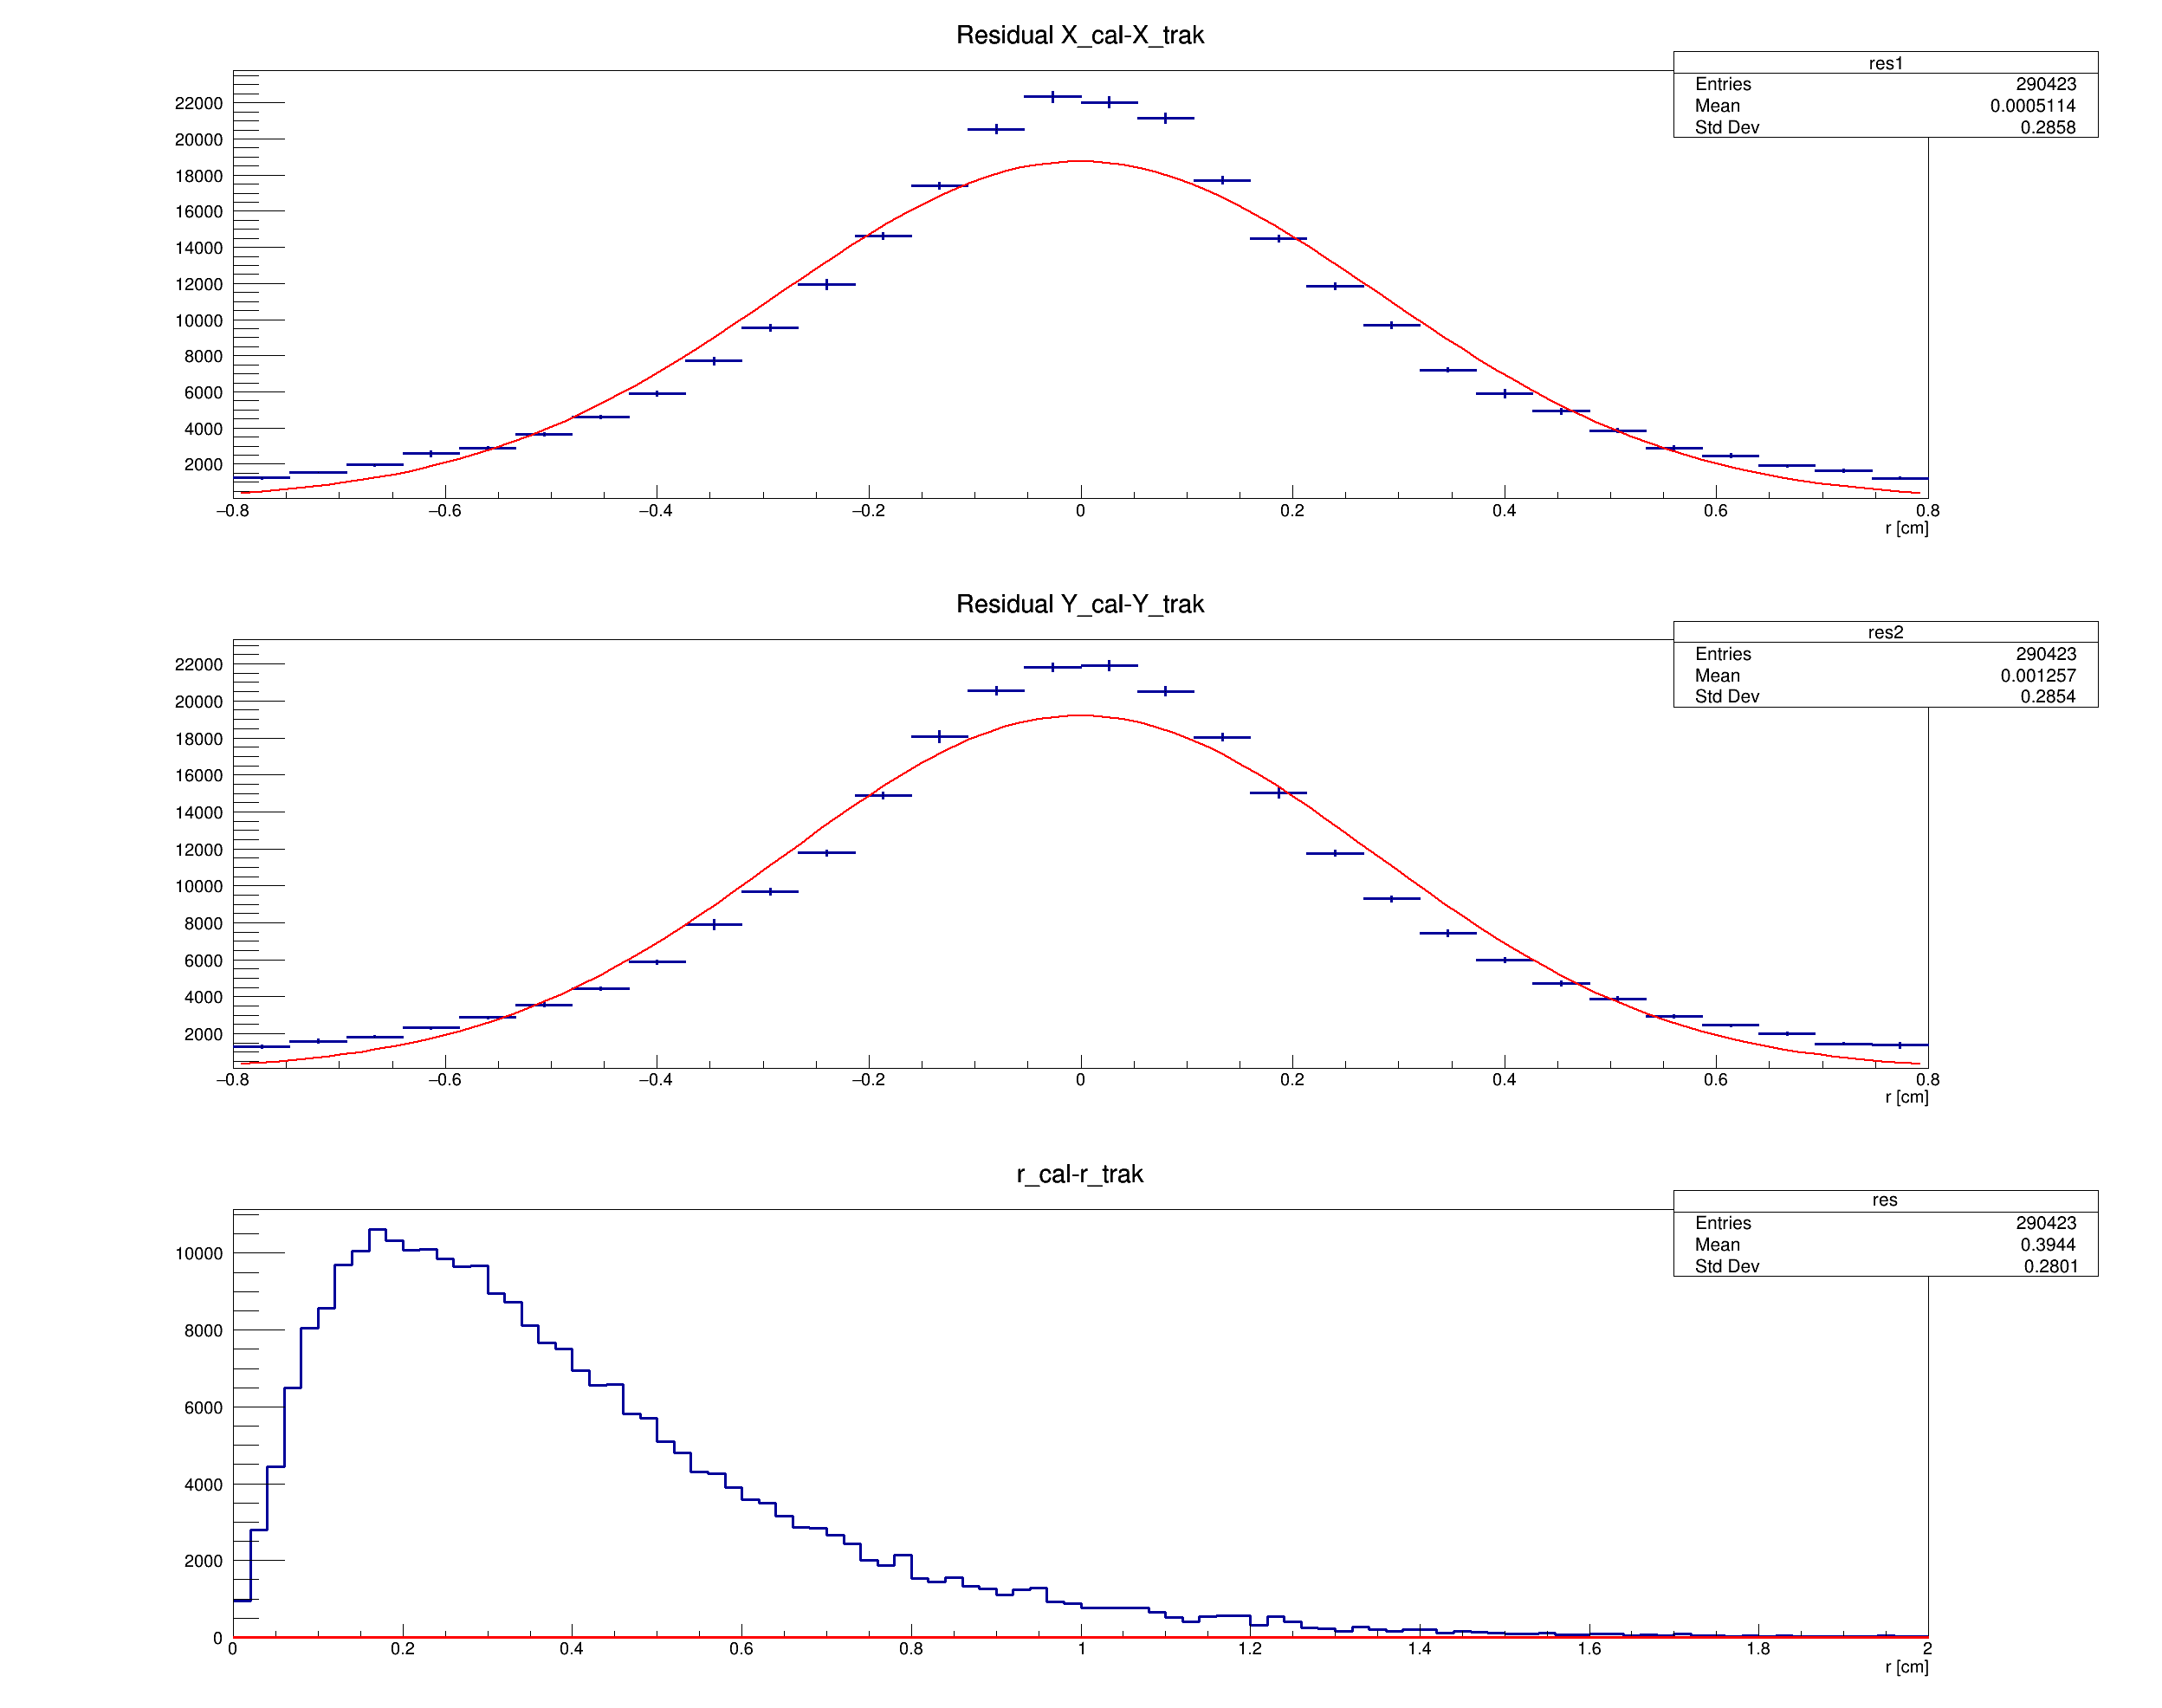 Residual X_cal-X_trak
res1
Entries 290423
Mean 0.0005114
Std Dev 0.2858
22000
20000
18000
16000
14000
12000
10000
8000
6000
4000
2000
−0.8 −0.6 −0.4 −0.2 0 0.2 0.4 0.6 0.8
r [cm]
Residual Y_cal-Y_trak
res2
Entries 290423
Mean 0.001257
Std Dev 0.2854
22000
20000
18000
16000
14000
12000
10000
8000
6000
4000
2000
−0.8 −0.6 −0.4 −0.2 0 0.2 0.4 0.6 0.8
r [cm]
r_cal-r_trak
res
Entries 290423
Mean 0.3944
Std Dev 0.2801
10000
8000
6000
4000
2000
0
0 0.2 0.4 0.6 0.8 1 1.2 1.4 1.6 1.8 2
r [cm]